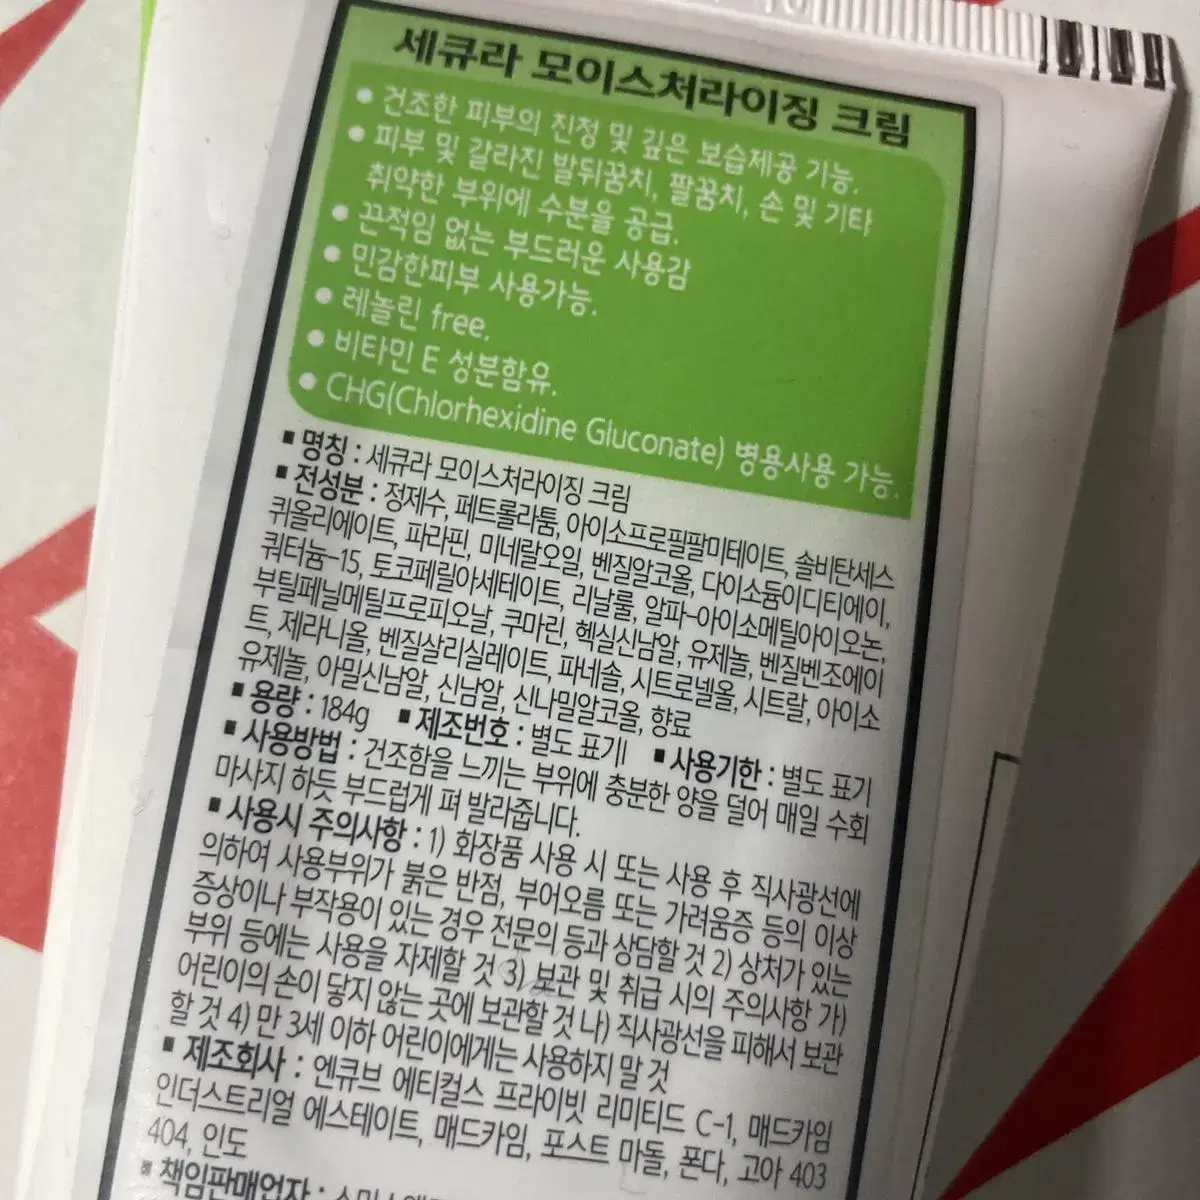 세큐라 모이스처라이징 크림
• 건조한 피부의 진정 및 깊은 보습제공 기능.
• 피부 및 갈라진 발뒤꿈치, 팔꿈치, 손 및 기타
취약한 부위에 수분을 공급.
• 끈적임 없는 부드러운 사용감
• 민감한피부 사용가능.
• 레놀린 free.
• 비타민 E 성분함유.
• CHG(Chlorhexidine Gluconate) 병용사용 가능.
▪ 명칭 : 세큐라 모이스처라이징 크림
▪ 전성분 : 정제수, 페트롤라툼, 아이소프로필팔미테이트, 솔비탄세스
퀴올리에이트, 파라핀, 미네랄오일, 벤질알코올, 다이소듐이디티에이,
쿼터늄-15, 토코페릴아세테이트, 리날룰, 알파-아이소메틸아이오논,
부틸페닐메틸프로피오날, 쿠마린, 헥실신남알, 유제놀, 벤질벤조에이
트, 제라니올, 벤질살리실레이트, 파네솔, 시트로넬올, 시트랄, 아이소
유제놀, 아밀신남알, 신남알, 신나밀알코올, 향료
▪ 용량 : 184g ▪ 제조번호 : 별도 표기| ▪ 사용기한 : 별도 표기
▪ 사용방법 : 건조함을 느끼는 부위에 충분한 양을 덜어 매일 수회
마사지 하듯 부드럽게 펴 발라줍니다.
▪ 사용시 주의사항 : 1) 화장품 사용 시 또는 사용 후 직사광선에
의하여 사용부위가 붉은 반점, 부어오름 또는 가려움증 등의 이상
증상이나 부작용이 있는 경우 전문의 등과 상담할 것 2) 상처가 있는
부위 등에는 사용을 자제할 것 3) 보관 및 취급 시의 주의사항 가)
어린이의 손이 닿지 않는 곳에 보관할 것 나) 직사광선을 피해서 보관
할 것 4) 만 3세 이하 어린이에게는 사용하지 말 것
▪ 제조회사 : 엔큐브 에티컬스 프라이빗 리미티드 C-1, 매드카임
인더스트리얼 에스테이트, 매드카임, 포스트 마돌, 폰다, 고아 403
404, 인도
▪ 책임판매업자 :